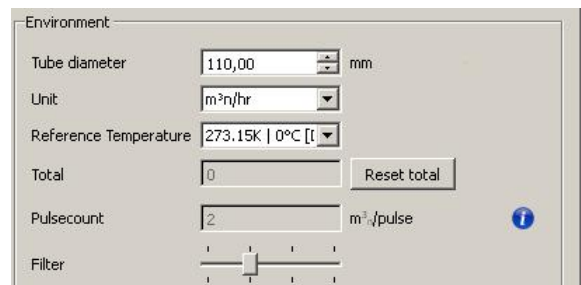 Environment
Tube diameter 110,00 mm
Unit m³n/hr
Reference Temperature 273.15K | 0°C [
Total 0 Reset total
Pulsecount 2 m³n/pulse
Filter